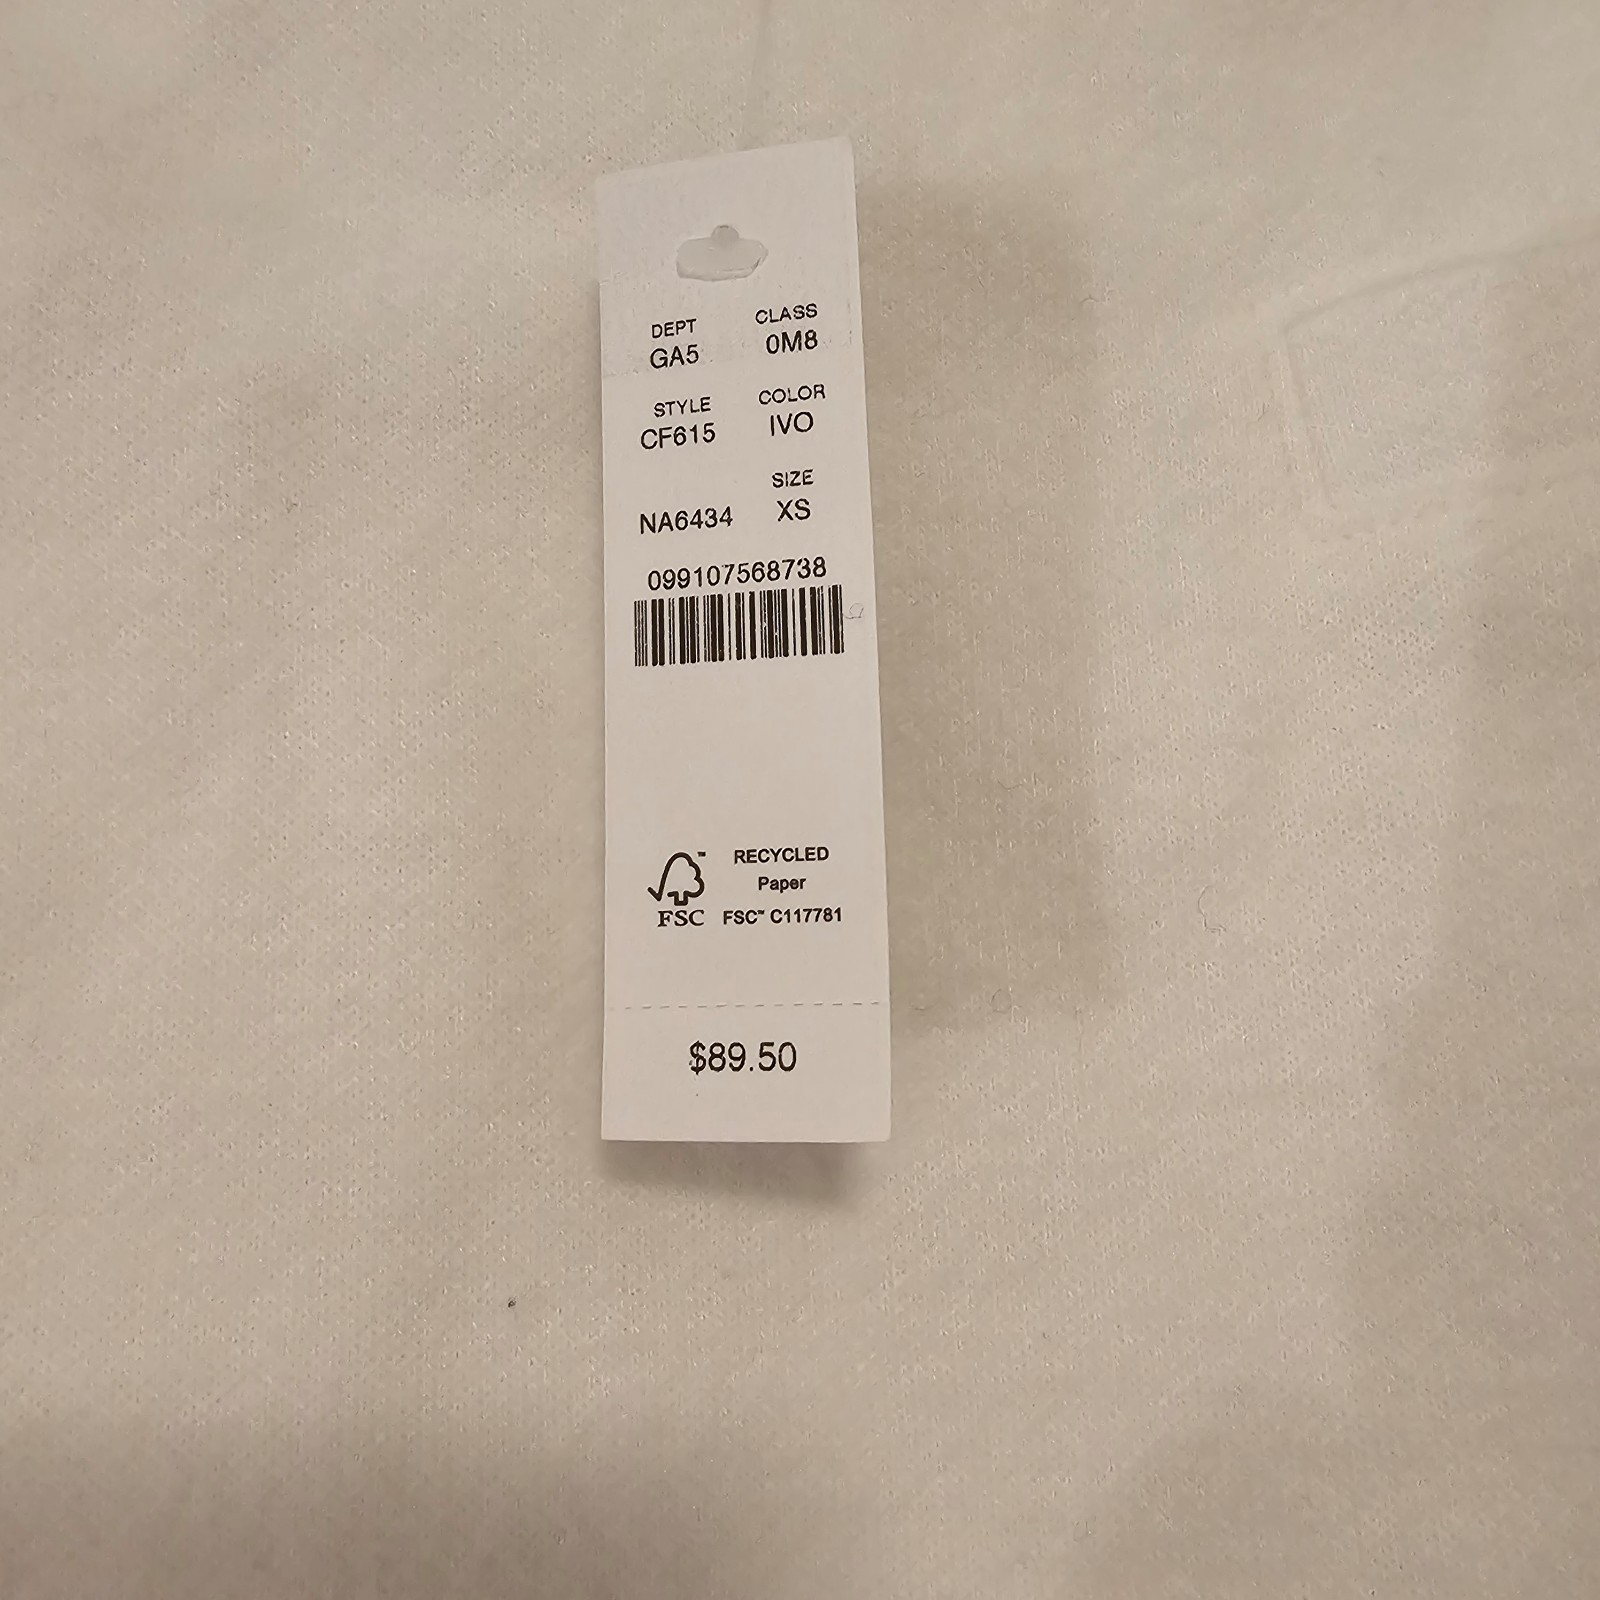 DEPT CLASS
GA5 0M8
STYLE COLOR
CF615 IVO
SIZE
NA6434 XS
099107568738
RECYCLED
Paper
FSC™ C117781
™
FSC
$89.50